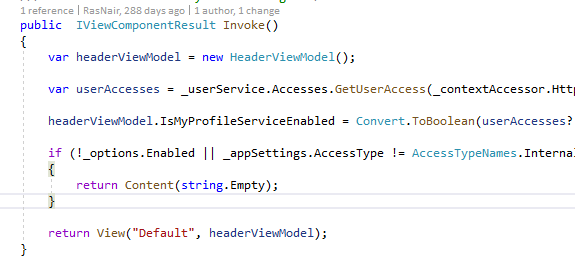 1 reference | RasNair, 288 days ago | 1 author, 1 change
public IViewComponentResult Invoke()
{
var headerViewModel = new HeaderViewModel();
var userAccesses = _userService.Accesses.GetUserAccess(_contextAccessor.Htt
headerViewModel.IsMyProfileServiceEnabled = Convert.ToBoolean(userAccesses?
if (!_options.Enabled || _appSettings.AccessType != AccessTypeNames.Interna
{
return Content(string.Empty);
}
return View("Default", headerViewModel);
}